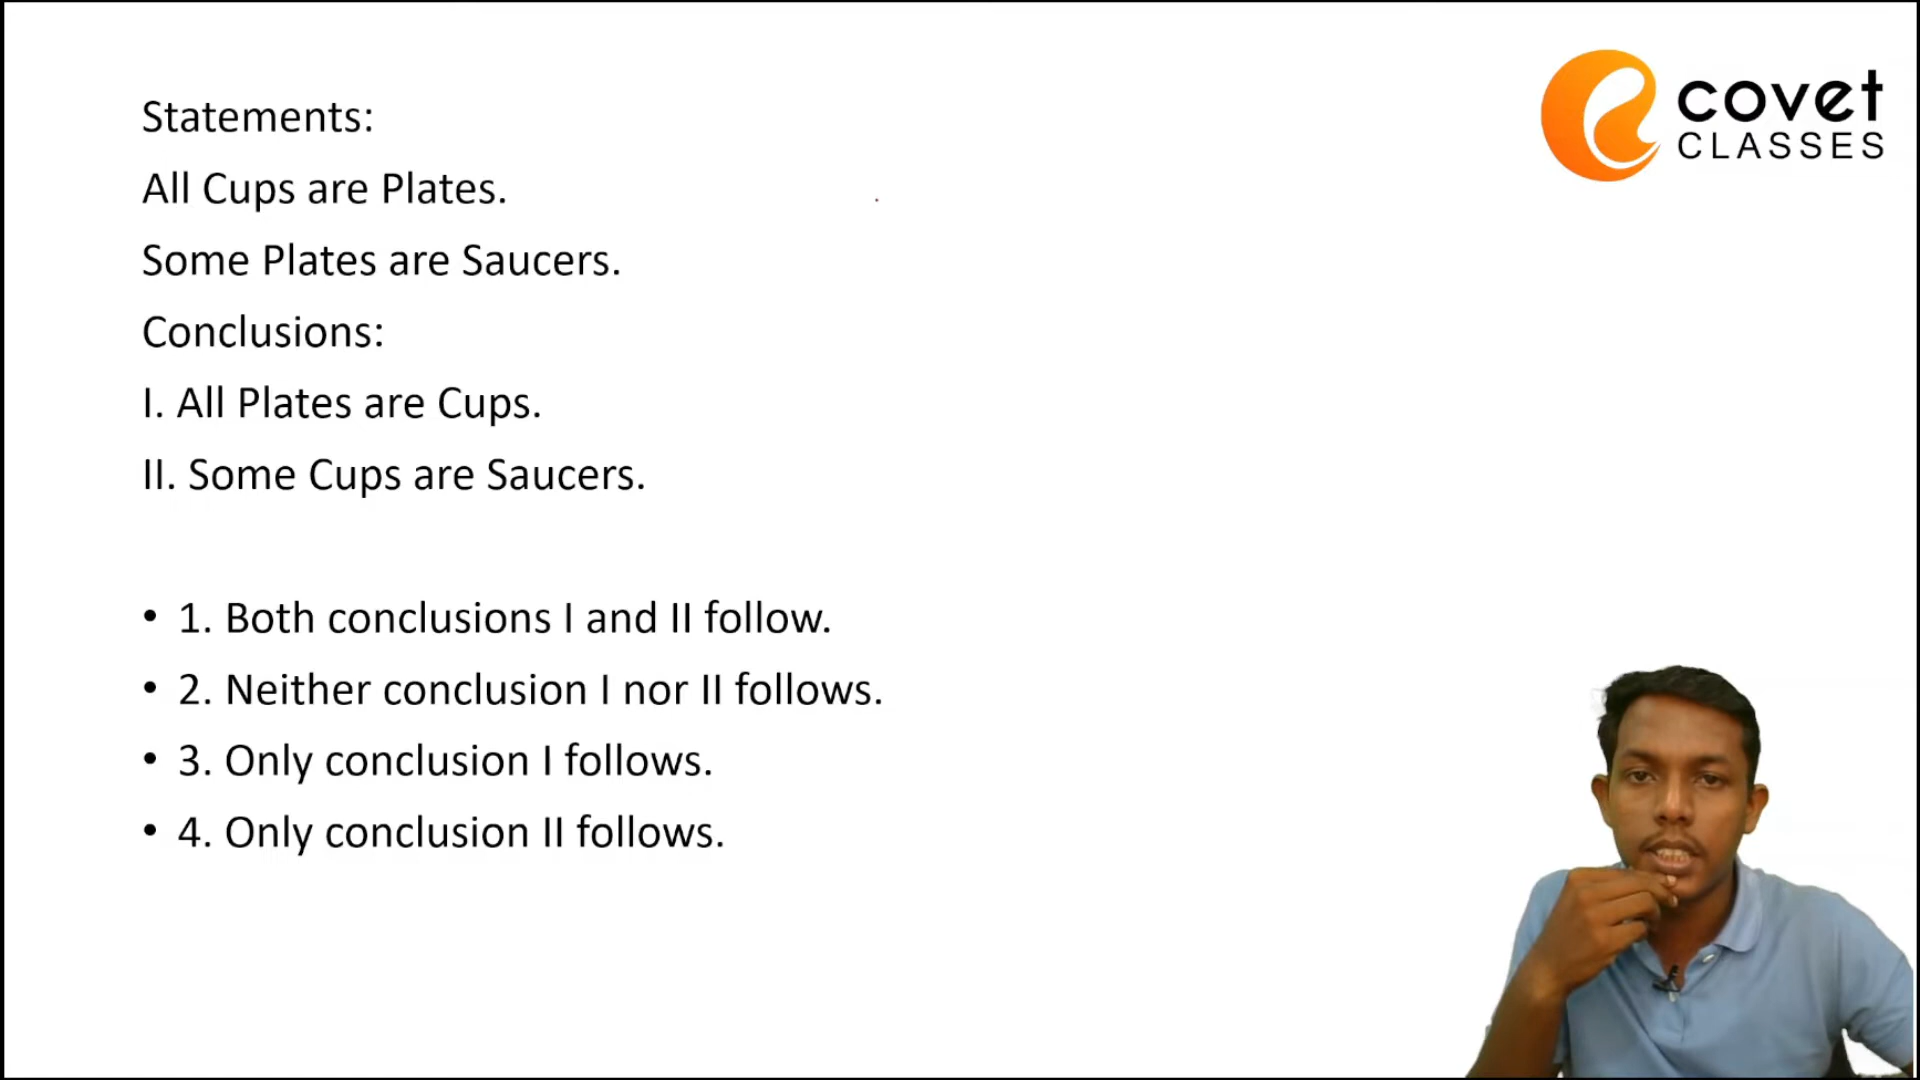 covet
CLASSES
Statements:
All Cups are Plates.
Some Plates are Saucers.
Conclusions:
I. All Plates are Cups.
II. Some Cups are Saucers.
• 1. Both conclusions I and II follow.
• 2. Neither conclusion I nor II follows.
• 3. Only conclusion I follows.
• 4. Only conclusion II follows.